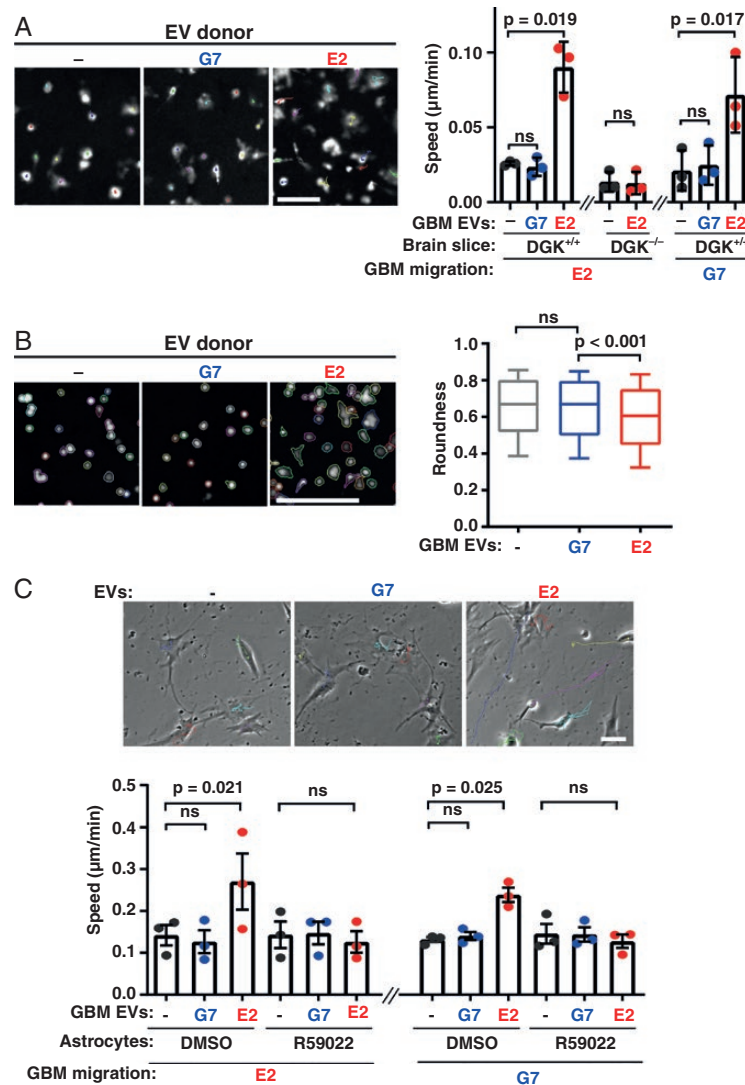 A
EV donor
– G7 E2
p = 0.019 p = 0.017
ns ns ns
Speed (µm/min)
0.10
0.05
0.00
GBM EVs: – G7 E2 – E2 – G7 E2
Brain slice: DGK+/+ DGK–/– DGK+/–
GBM migration: E2 G7
B
EV donor
– G7 E2
ns
p < 0.001
Roundness
1.0
0.8
0.6
0.4
0.2
0.0
GBM EVs: - G7 E2
C
EVs: - G7 E2
p = 0.021 ns p = 0.025 ns
ns ns
Speed (µm/min)
0.5
0.4
0.3
0.2
0.1
0.0
GBM EVs: - G7 E2 - G7 E2 - G7 E2 - G7 E2
Astrocytes: DMSO R59022 DMSO R59022
GBM migration: E2 G7